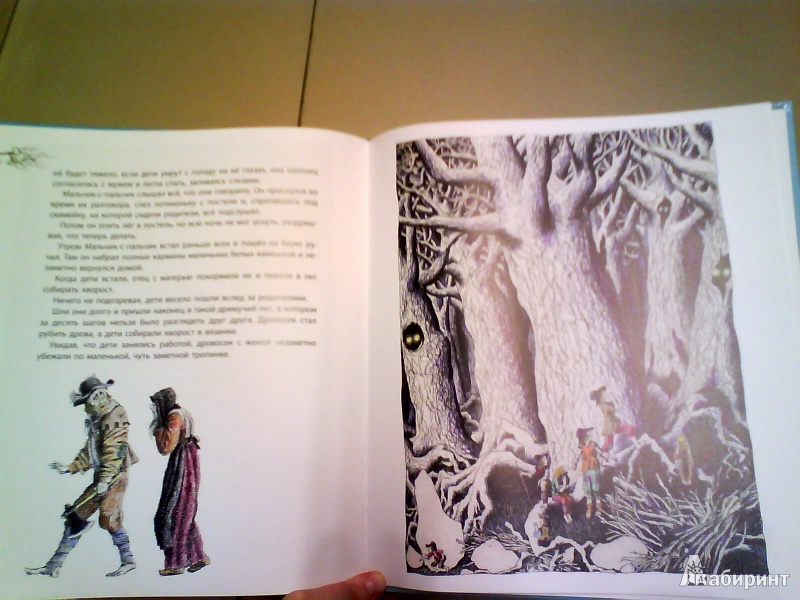 ей будет тяжело, если дети умрут с голоду на её глазах, она наконец
согласилась с мужем и легла спать, заливаясь слезами.
Мальчик-с-пальчик слышал всё, что они говорили. Он проснулся во
время их разговора, слез потихоньку с постели и, спрятавшись под
скамейку, на которой сидели родители, всё подслушал.
Потом он опять лёг в постель, но всю ночь не мог уснуть, раздумы-
вая, что теперь делать.
Утром Мальчик-с-пальчик встал раньше всех и пошёл на берег ру-
чья. Там он набрал полные карманы маленьких белых камешков и не-
заметно вернулся домой.
Когда дети встали, отец с матерью покормили их и повели в лес
собирать хворост.
Ничего не подозревая, дети весело пошли вслед за родителями.
Шли они долго и пришли наконец в такой дремучий лес, в котором
за десять шагов нельзя было разглядеть друг друга. Дровосек стал
рубить дрова, а дети собирали хворост в вязанки.
Увидав, что дети занялись работой, дровосек с женой незаметно
убежали по маленькой, чуть заметной тропинке.
Лабиринт